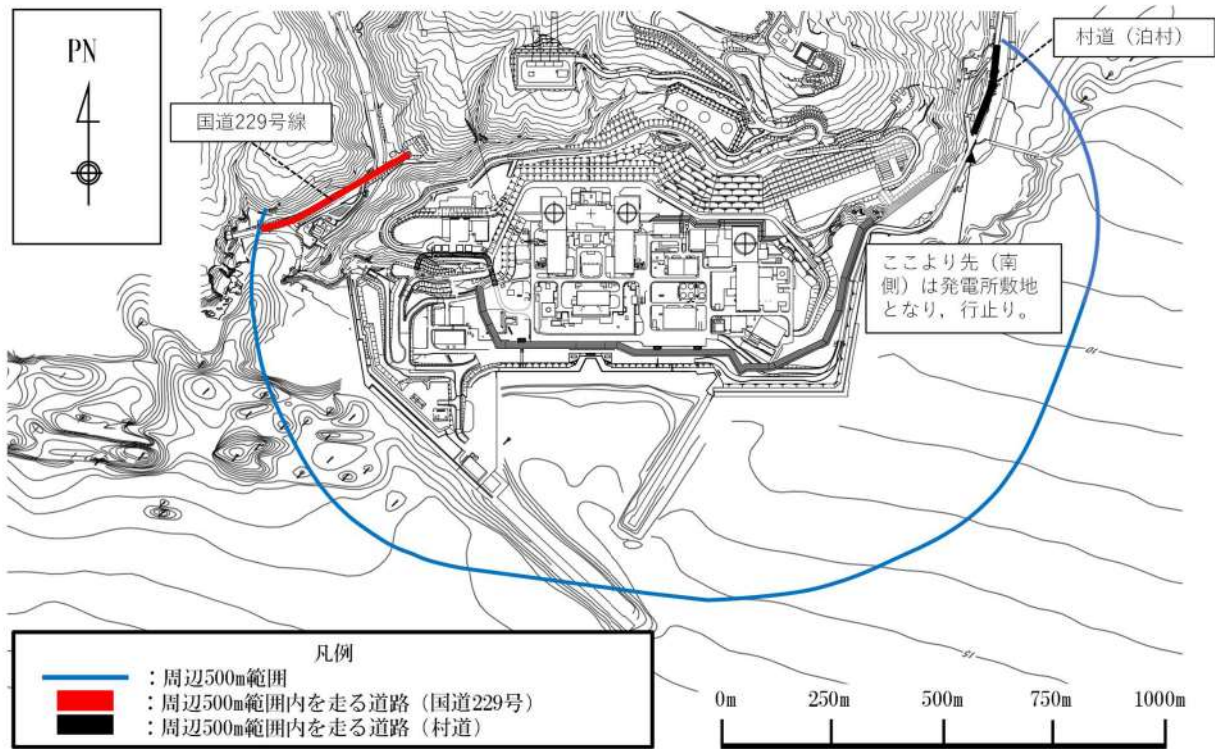 PN
国道229号線
村道（泊村）
ここより先（南
側）は発電所敷地
となり，行止り。
10
15
凡例
：周辺500m範囲
：周辺500m範囲内を走る道路（国道229号）
：周辺500m範囲内を走る道路（村道）
0m 250m 500m 750m 1000m